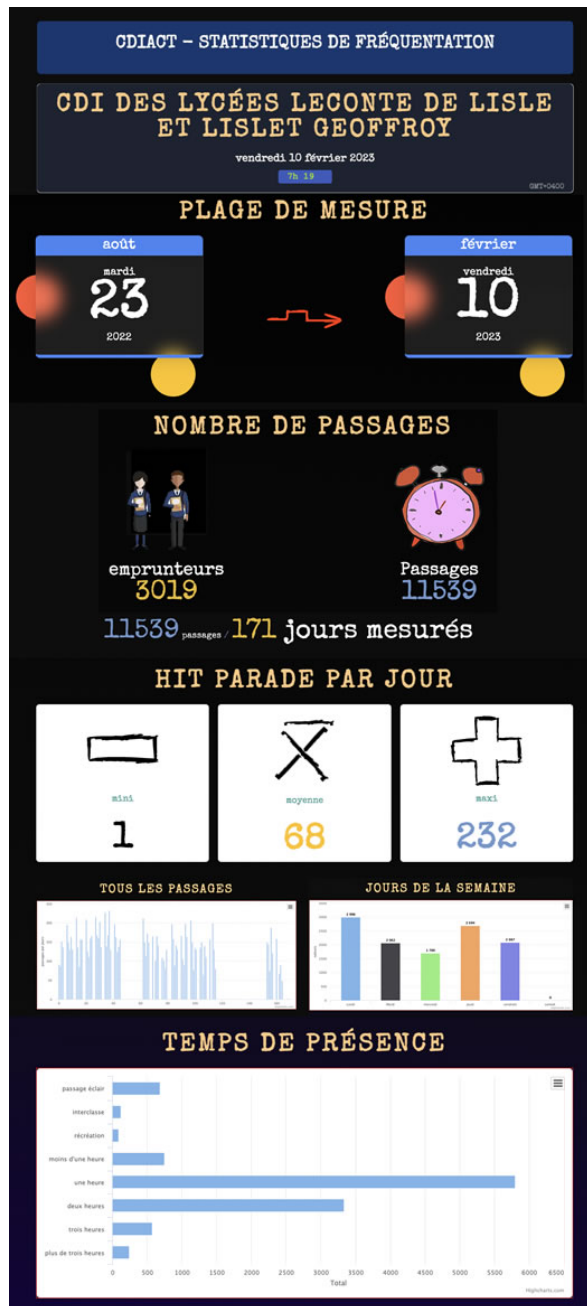 CDIACT - STATISTIQUES DE FRÉQUENTATION
CDI DES LYCÉES LECONTE DE LISLE
ET LISLET GEOFFROY
vendredi 10 février 2023
7h 19
GMT+0400
PLAGE DE MESURE
août
mardi
23
2022
février
vendredi
10
2023
NOMBRE DE PASSAGES
emprunteurs
3019
Passages
11539
11539 passages / 171 jours mesurés
HIT PARADE PAR JOUR
mini
1
moyenne
68
maxi
232
TOUS LES PASSAGES
JOURS DE LA SEMAINE
TEMPS DE PRÉSENCE
passage éclair
interclasse
récréation
moins d'une heure
une heure
deux heures
trois heures
plus de trois heures
0 500 1000 1500 2000 2500 3000 3500 4000 4500 5000 5500 6000 6500
Total
Highcharts.com